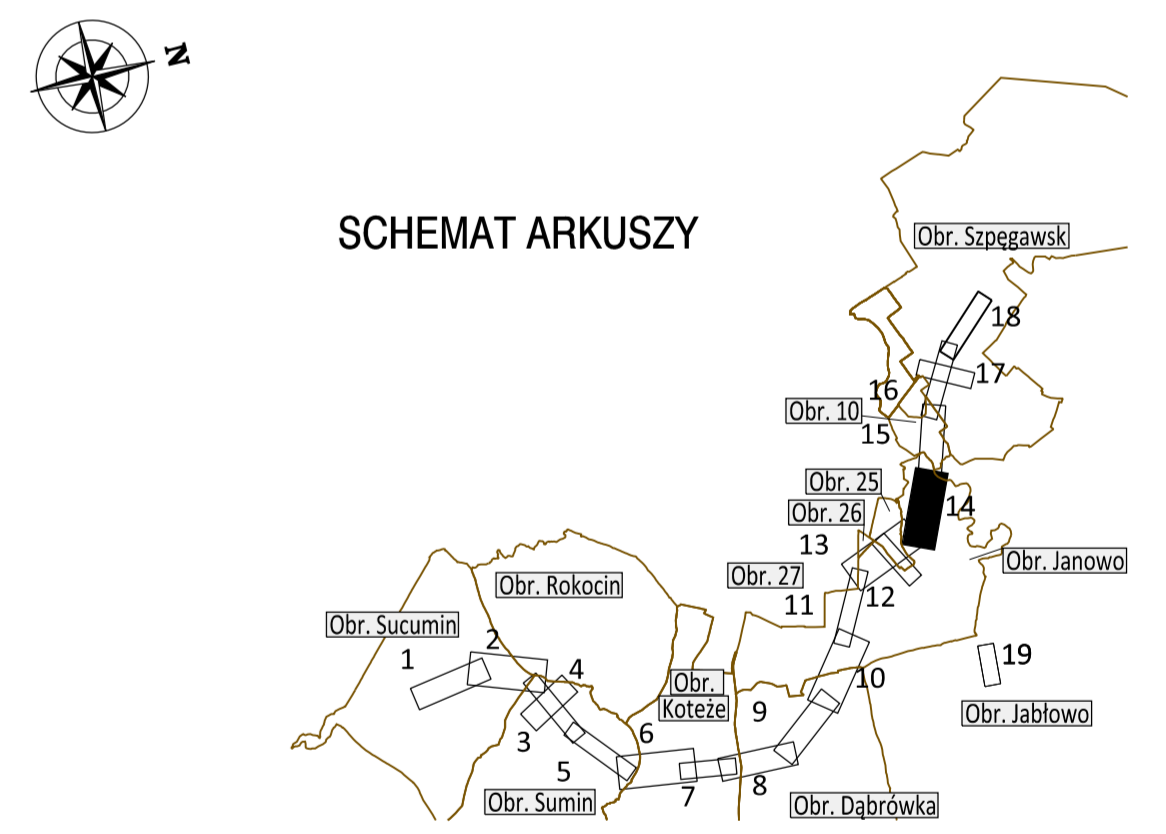 N
SCHEMAT ARKUSZY
Obr. Szpęgawsk
18
17
16
Obr. 10
15
Obr. 25
14
Obr. 26
13
Obr. Janowo
Obr. 27
Obr. Rokocin
12
11
Obr. Sucumin
2
1
4
19
10
Obr.
Koteże
9
Obr. Jabłowo
3
6
5
7
8
Obr. Sumin
Obr. Dąbrówka